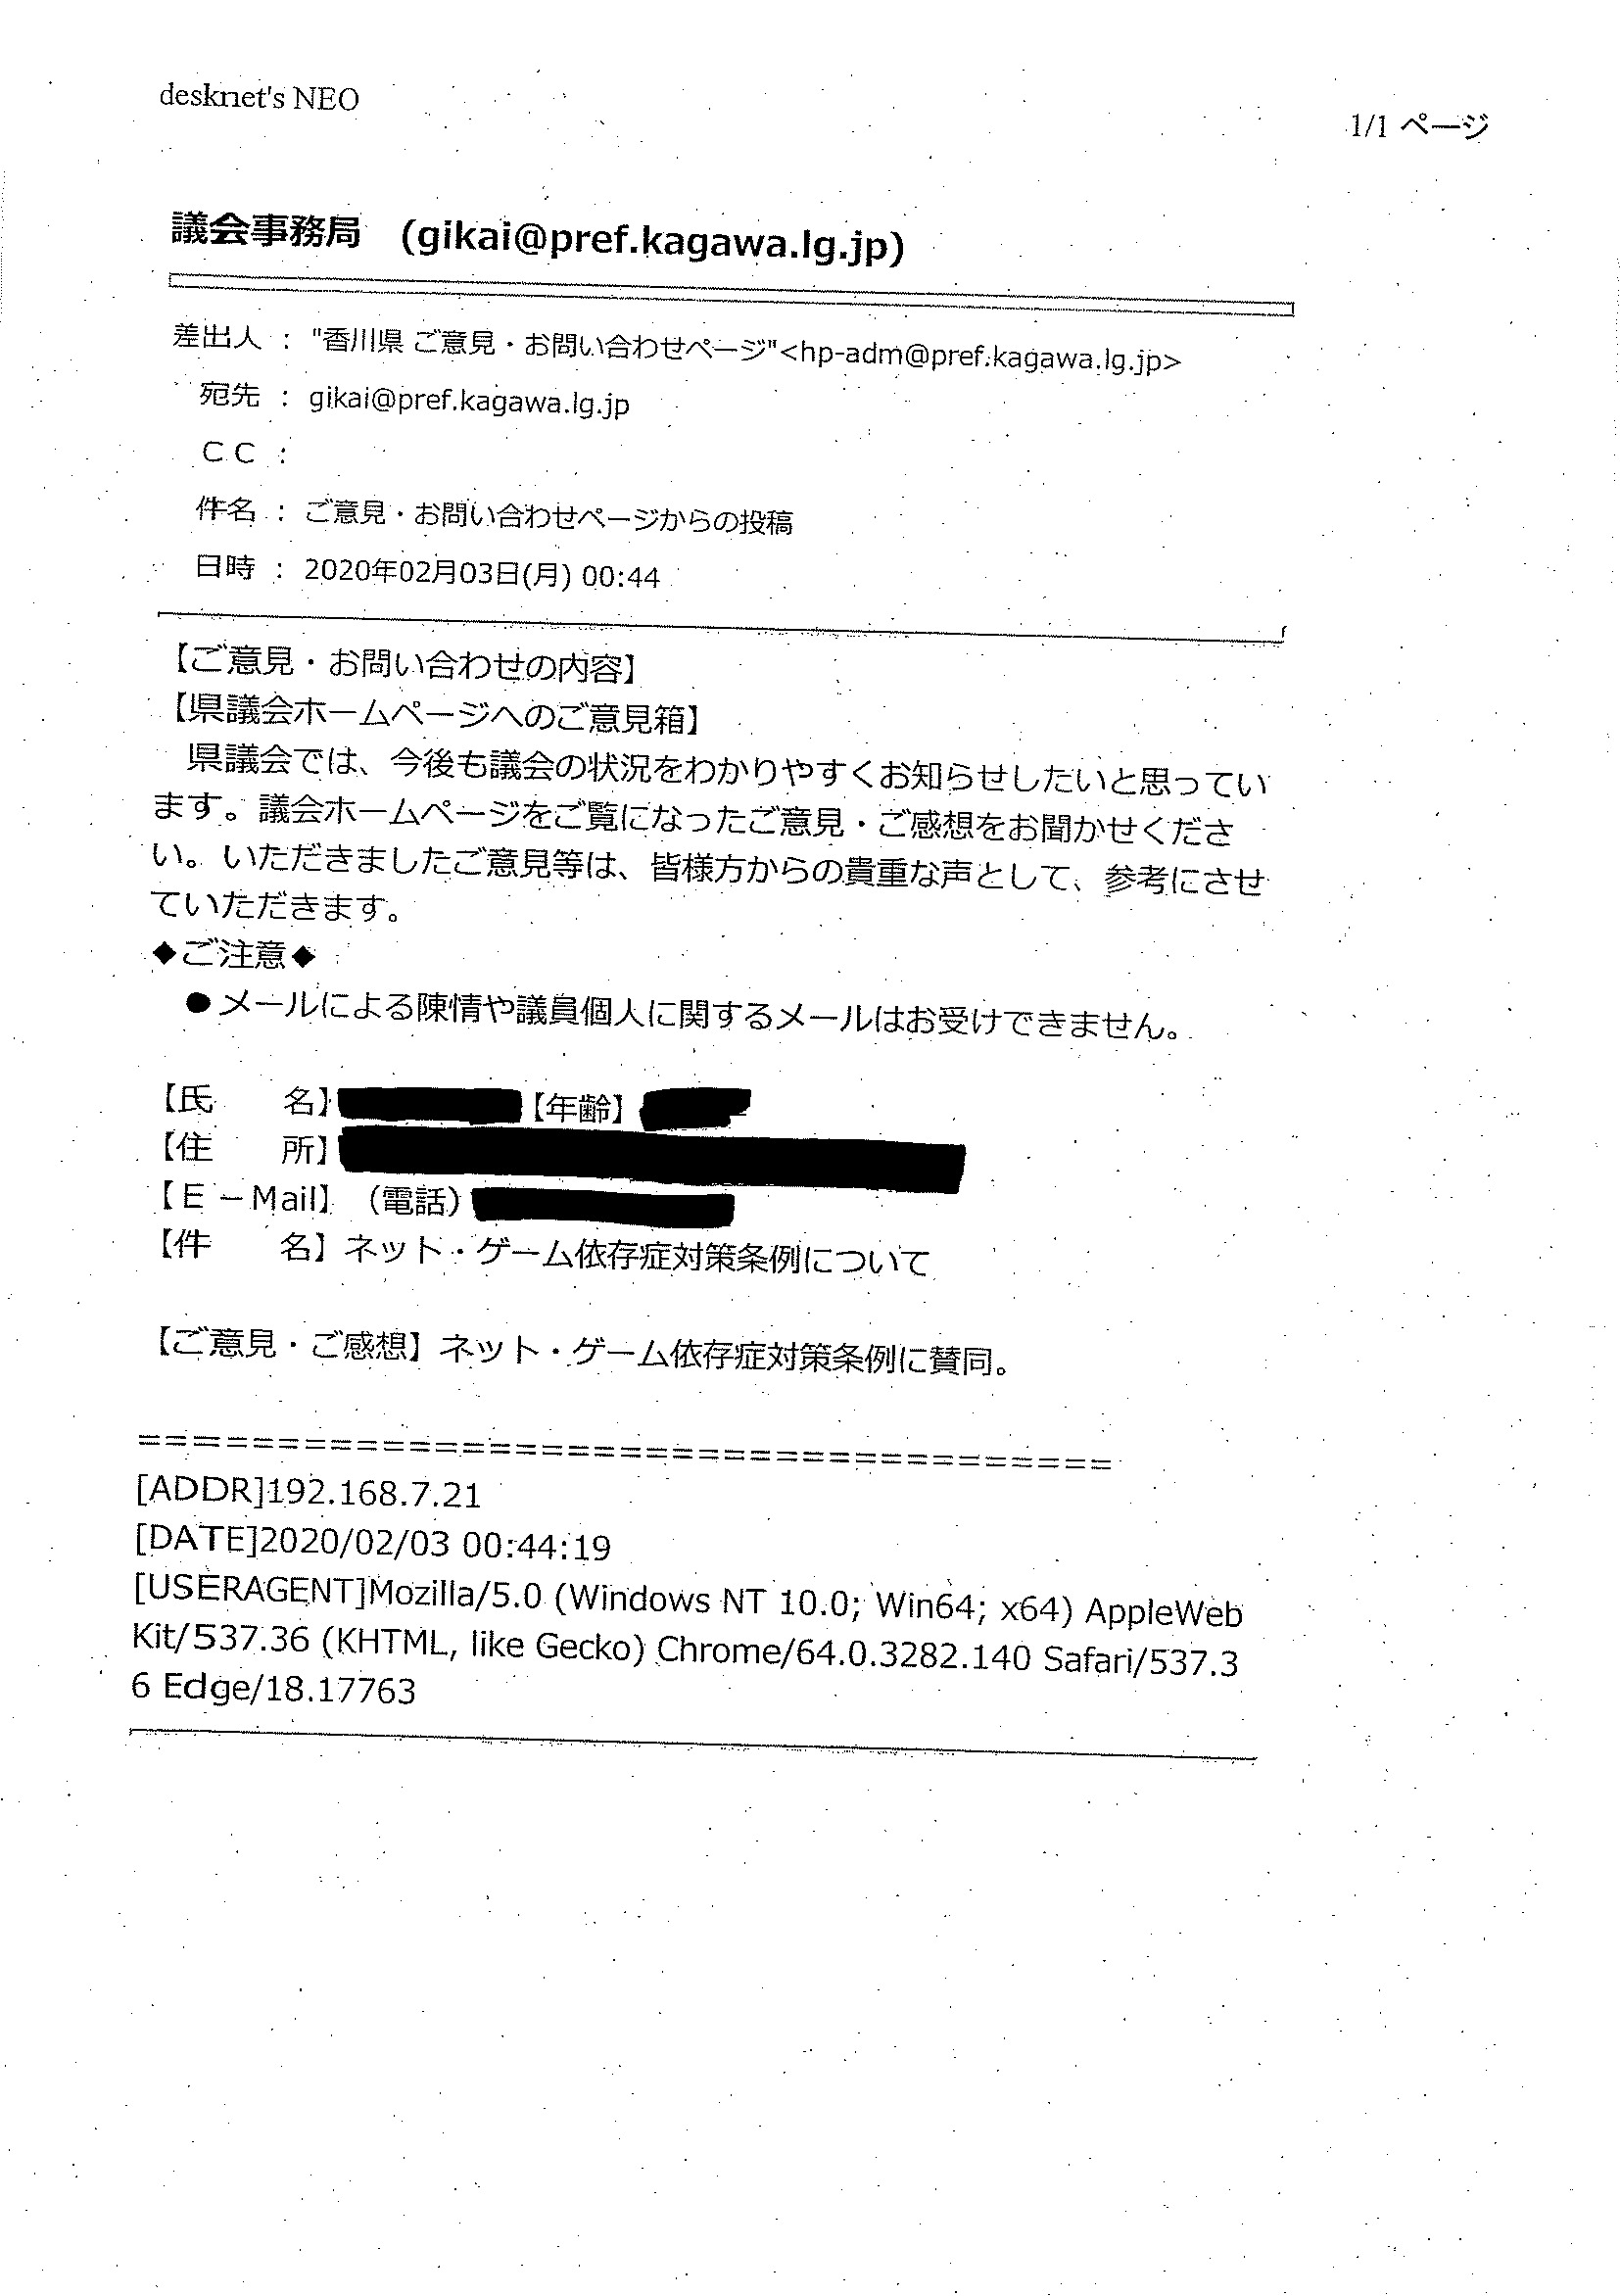 desknet's NEO
1/1 ページ
議会事務局 (gikai@pref.kagawa.lg.jp)
差出人 : "香川県 ご意見・お問い合わせページ"<hp-adm@pref.kagawa.lg.jp>
宛先 : gikai@pref.kagawa.lg.jp
ＣＣ :
件名 : ご意見・お問い合わせページからの投稿
日時 : 2020年02月03日(月) 00:44
【ご意見・お問い合わせの内容】
【県議会ホームページへのご意見箱】
　県議会では、今後も議会の状況をわかりやすくお知らせしたいと思ってい
ます。議会ホームページをご覧になったご意見・ご感想をお聞かせくださ
い。いただきましたご意見等は、皆様方からの貴重な声として、参考にさせ
ていただきます。
◆ご注意◆
　●メールによる陳情や議員個人に関するメールはお受けできません。
【氏　　名】【年齢】
【住　　所】
【Ｅ－Mail】（電話）
【件　　名】ネット・ゲーム依存症対策条例について
【ご意見・ご感想】ネット・ゲーム依存症対策条例に賛同。
======================================
[ADDR]192.168.7.21
[DATE]2020/02/03 00:44:19
[USERAGENT]Mozilla/5.0 (Windows NT 10.0; Win64; x64) AppleWeb
Kit/537.36 (KHTML, like Gecko) Chrome/64.0.3282.140 Safari/537.3
6 Edge/18.17763